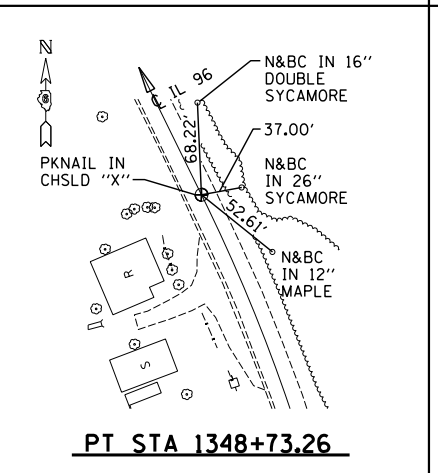 N
℄ IL 96
N&BC IN 16"
DOUBLE
SYCAMORE
68.22'
37.00'
PKNAIL IN
CHSLD "X"
N&BC
IN 26"
SYCAMORE
52.61'
N&BC
IN 12"
MAPLE
R
S
PT STA 1348+73.26